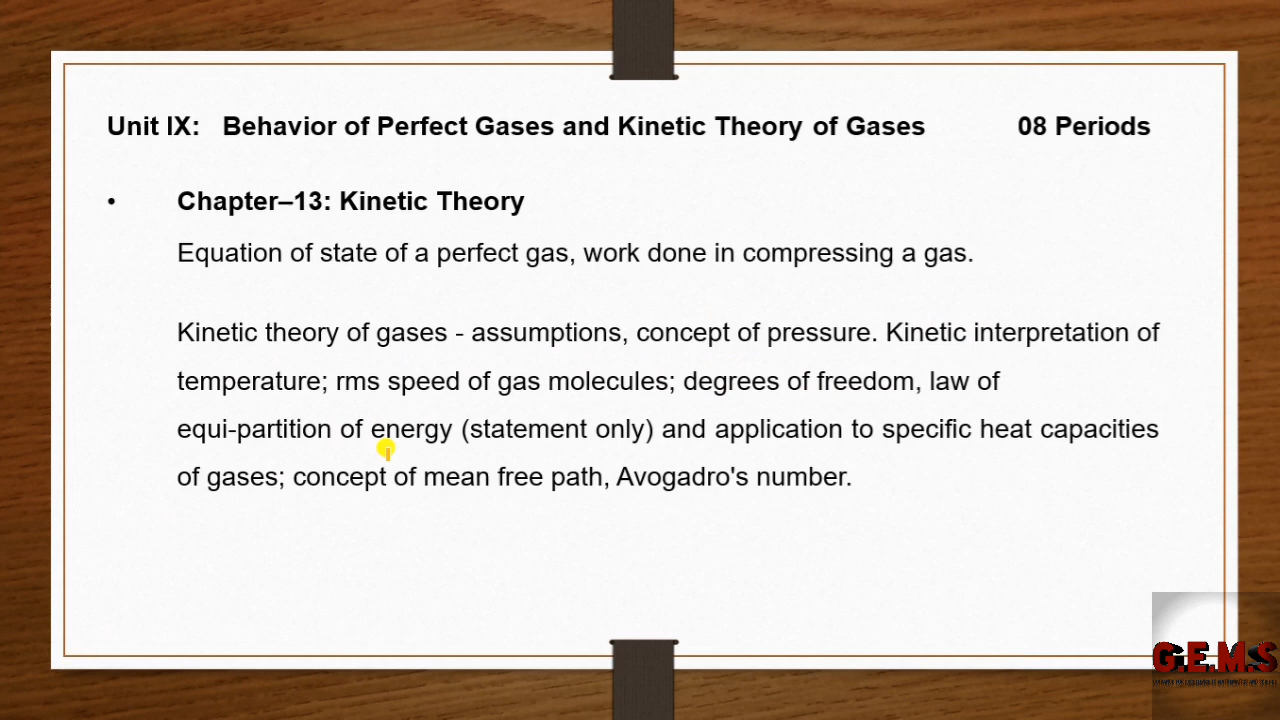 Unit IX: Behavior of Perfect Gases and Kinetic Theory of Gases 08 Periods
• Chapter–13: Kinetic Theory
Equation of state of a perfect gas, work done in compressing a gas.
Kinetic theory of gases - assumptions, concept of pressure. Kinetic interpretation of
temperature; rms speed of gas molecules; degrees of freedom, law of
equi-partition of energy (statement only) and application to specific heat capacities
of gases; concept of mean free path, Avogadro's number.
G.E.M.S